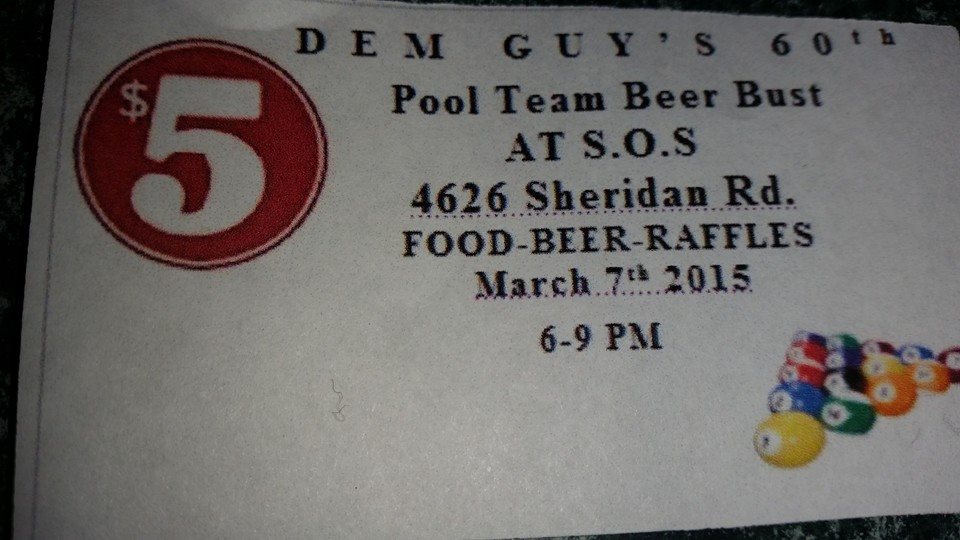 DEM GUY'S 60th
$5
Pool Team Beer Bust
AT S.O.S
4626 Sheridan Rd.
FOOD-BEER-RAFFLES
March 7th 2015
6-9 PM